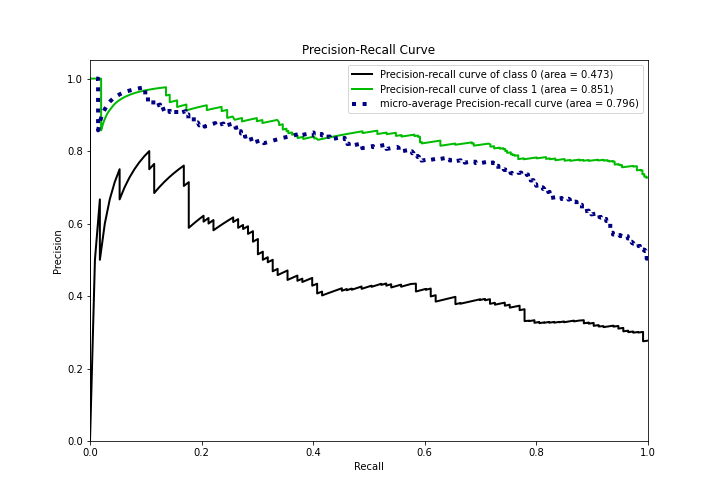 Precision-Recall Curve
Precision-recall curve of class 0 (area = 0.473)
Precision-recall curve of class 1 (area = 0.851)
micro-average Precision-recall curve (area = 0.796)
Precision
1.0
0.8
0.6
0.4
0.2
0.0
0.0 0.2 0.4 0.6 0.8 1.0
Recall